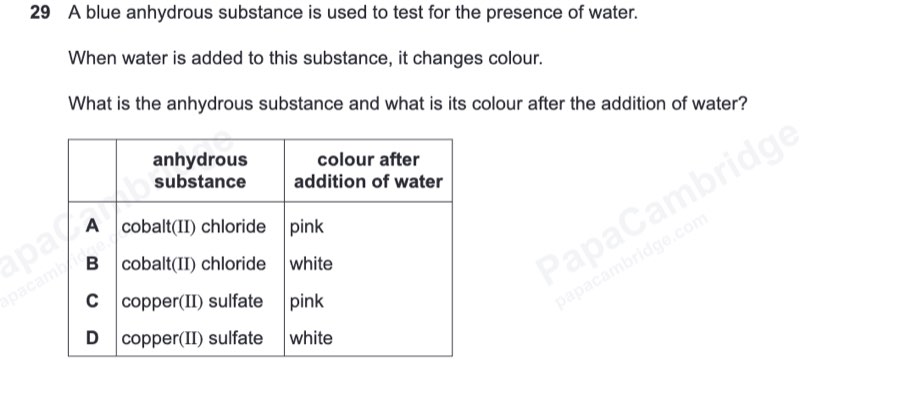 29 A blue anhydrous substance is used to test for the presence of water.
When water is added to this substance, it changes colour.
What is the anhydrous substance and what is its colour after the addition of water?
anhydrous substance | colour after addition of water
A cobalt(II) chloride pink
B cobalt(II) chloride white
C copper(II) sulfate pink
D copper(II) sulfate white
PapaCambridge
papacambridge.com